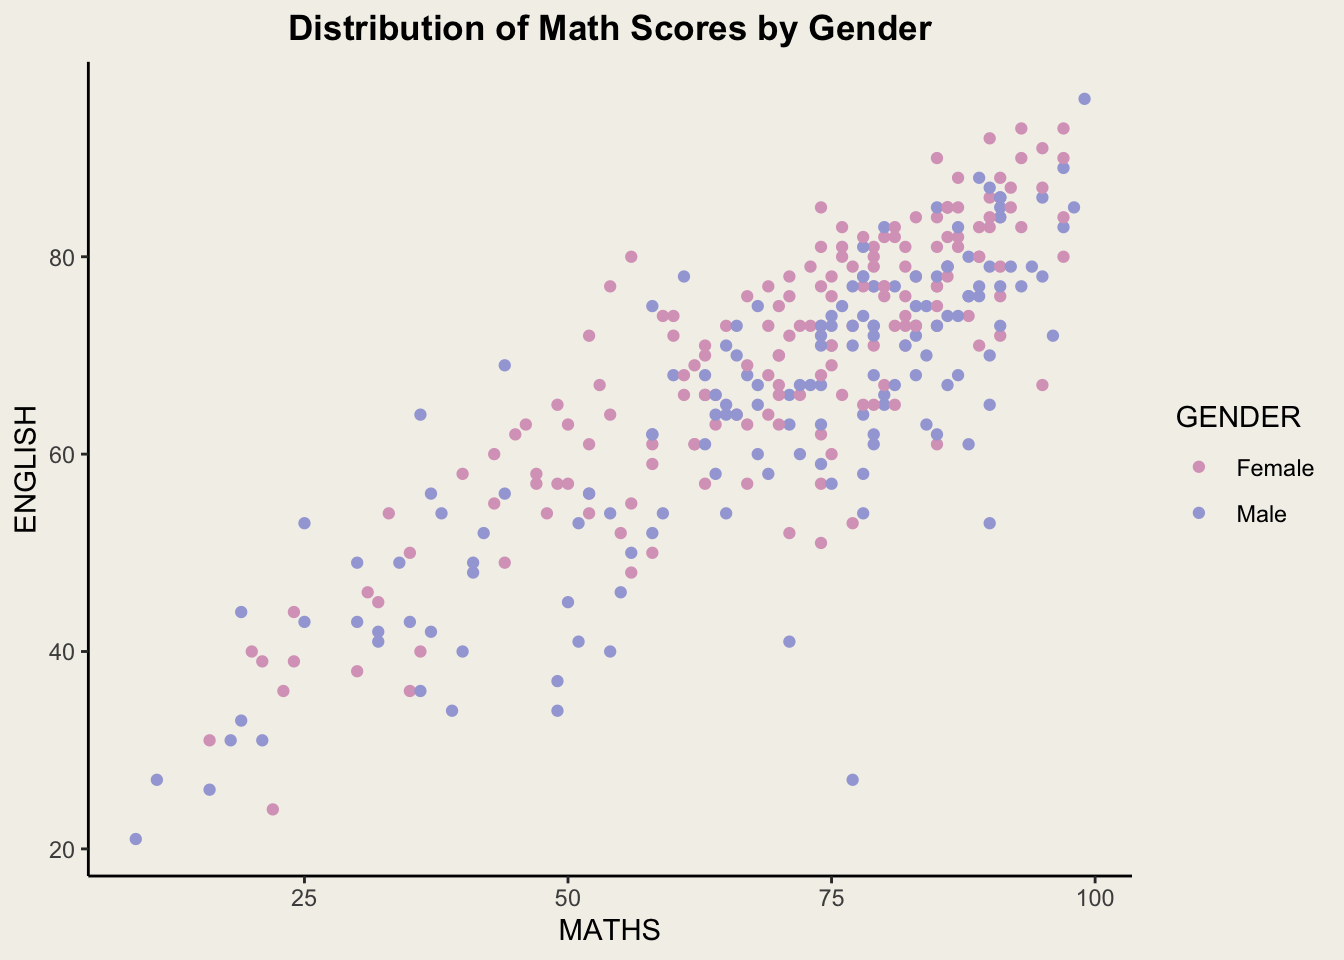 Distribution of Math Scores by Gender
ENGLISH
80
60
40
20
25 50 75 100
MATHS
GENDER
Female
Male